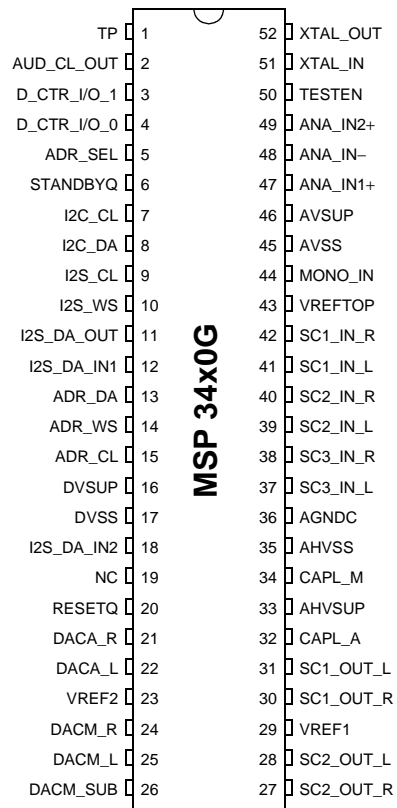 TP 1 52 XTAL_OUT
AUD_CL_OUT 2 51 XTAL_IN
D_CTR_I/O_1 3 50 TESTEN
D_CTR_I/O_0 4 49 ANA_IN2+
ADR_SEL 5 48 ANA_IN−
STANDBYQ 6 47 ANA_IN1+
I2C_CL 7 46 AVSUP
I2C_DA 8 45 AVSS
I2S_CL 9 44 MONO_IN
I2S_WS 10 43 VREFTOP
I2S_DA_OUT 11 42 SC1_IN_R
I2S_DA_IN1 12 41 SC1_IN_L
ADR_DA 13 40 SC2_IN_R
ADR_WS 14 39 SC2_IN_L
ADR_CL 15 38 SC3_IN_R
DVSUP 16 37 SC3_IN_L
DVSS 17 36 AGNDC
I2S_DA_IN2 18 35 AHVSS
NC 19 34 CAPL_M
RESETQ 20 33 AHVSUP
DACA_R 21 32 CAPL_A
DACA_L 22 31 SC1_OUT_L
VREF2 23 30 SC1_OUT_R
DACM_R 24 29 VREF1
DACM_L 25 28 SC2_OUT_L
DACM_SUB 26 27 SC2_OUT_R
MSP 34x0G